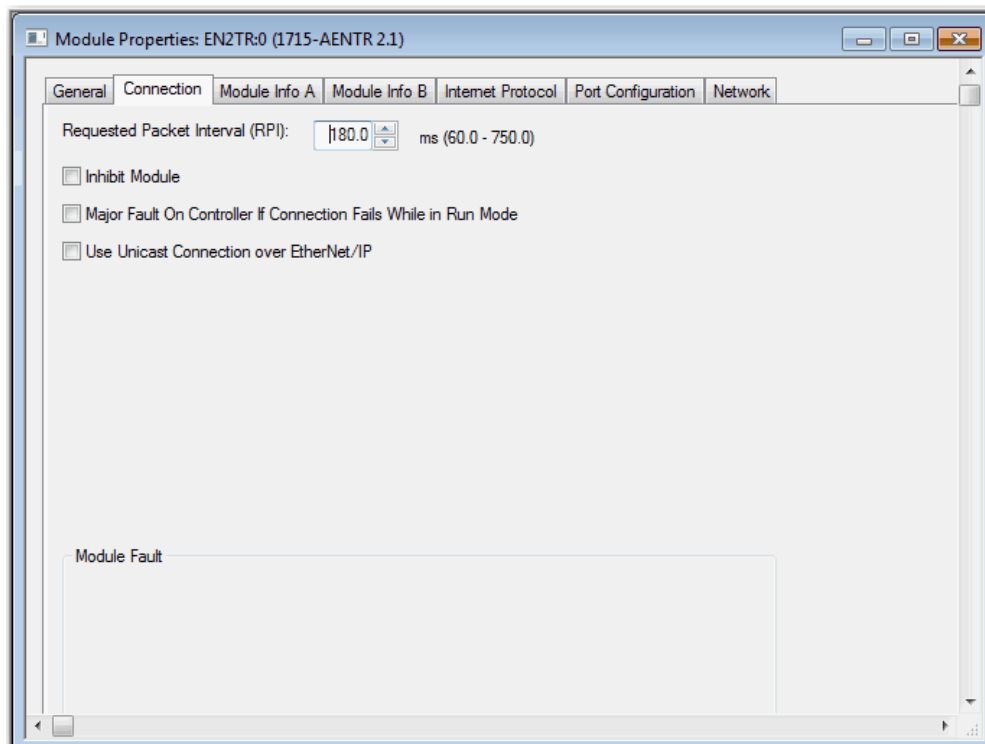 Module Properties: EN2TR:0 (1715-AENTR 2.1)
General Connection Module Info A Module Info B Internet Protocol Port Configuration Network
Requested Packet Interval (RPI): 180.0 ms (60.0 - 750.0)
Inhibit Module
Major Fault On Controller If Connection Fails While in Run Mode
Use Unicast Connection over EtherNet/IP
Module Fault